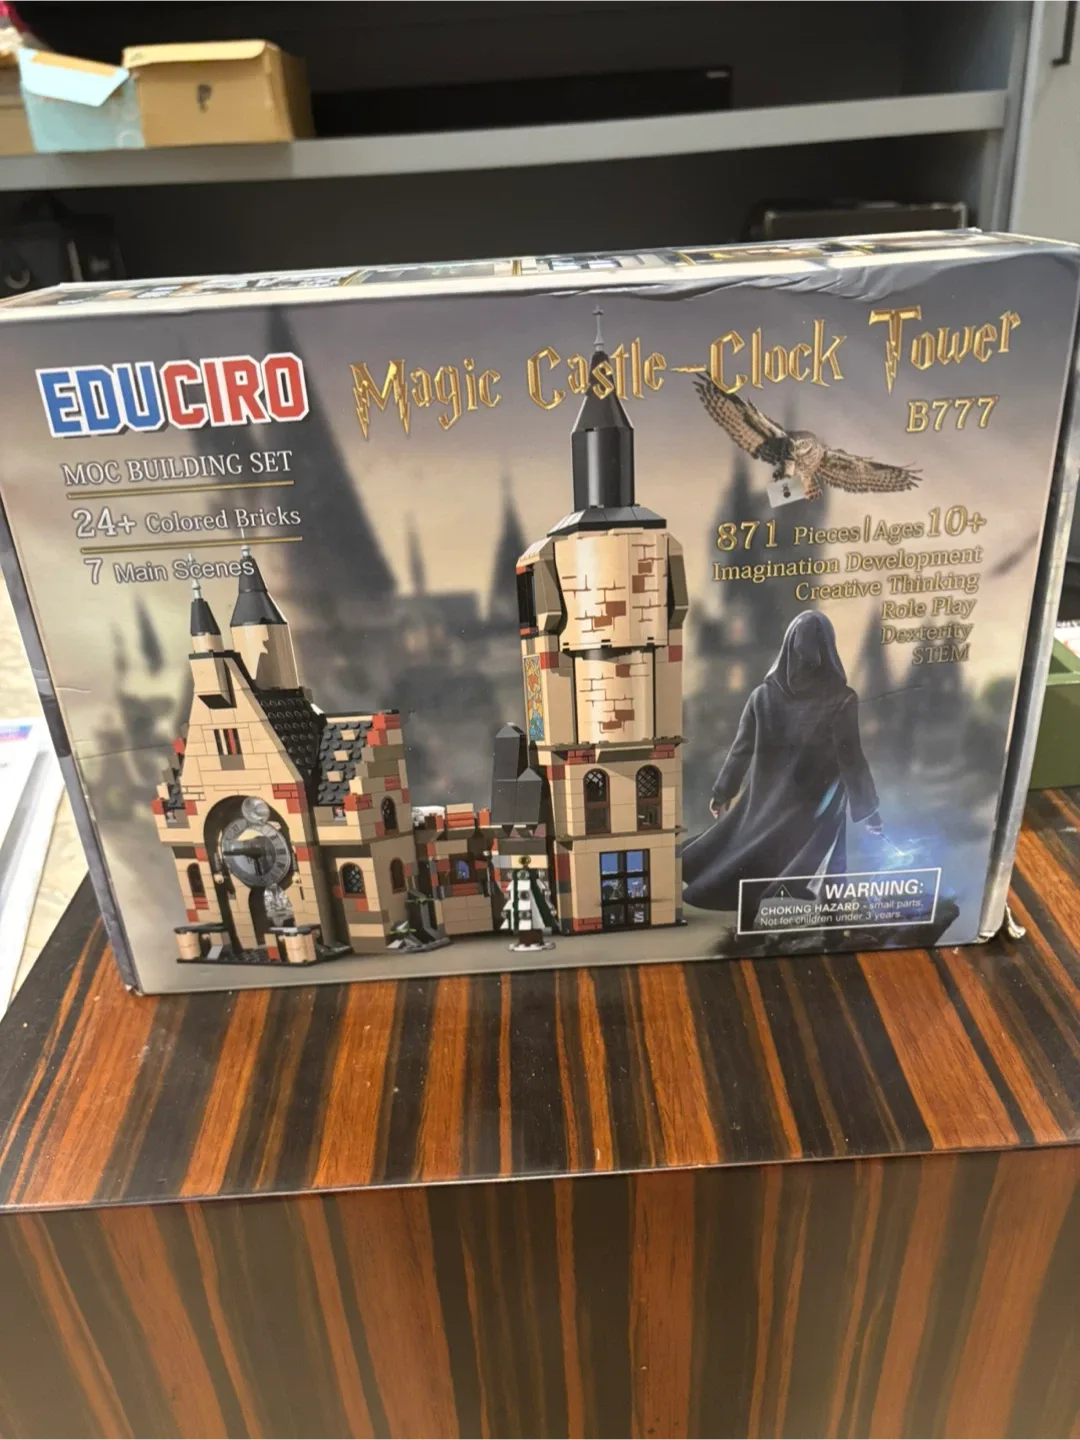 EDUCIRO
Magic Castle-Clock Tower
B777
MOC BUILDING SET
24+ Colored Bricks
7 Main Scenes
871 Pieces | Ages 10+
Imagination Development
Creative Thinking
Role Play
Dexterity
STEM
WARNING:
CHOKING HAZARD - small parts.
Not for children under 3 years.